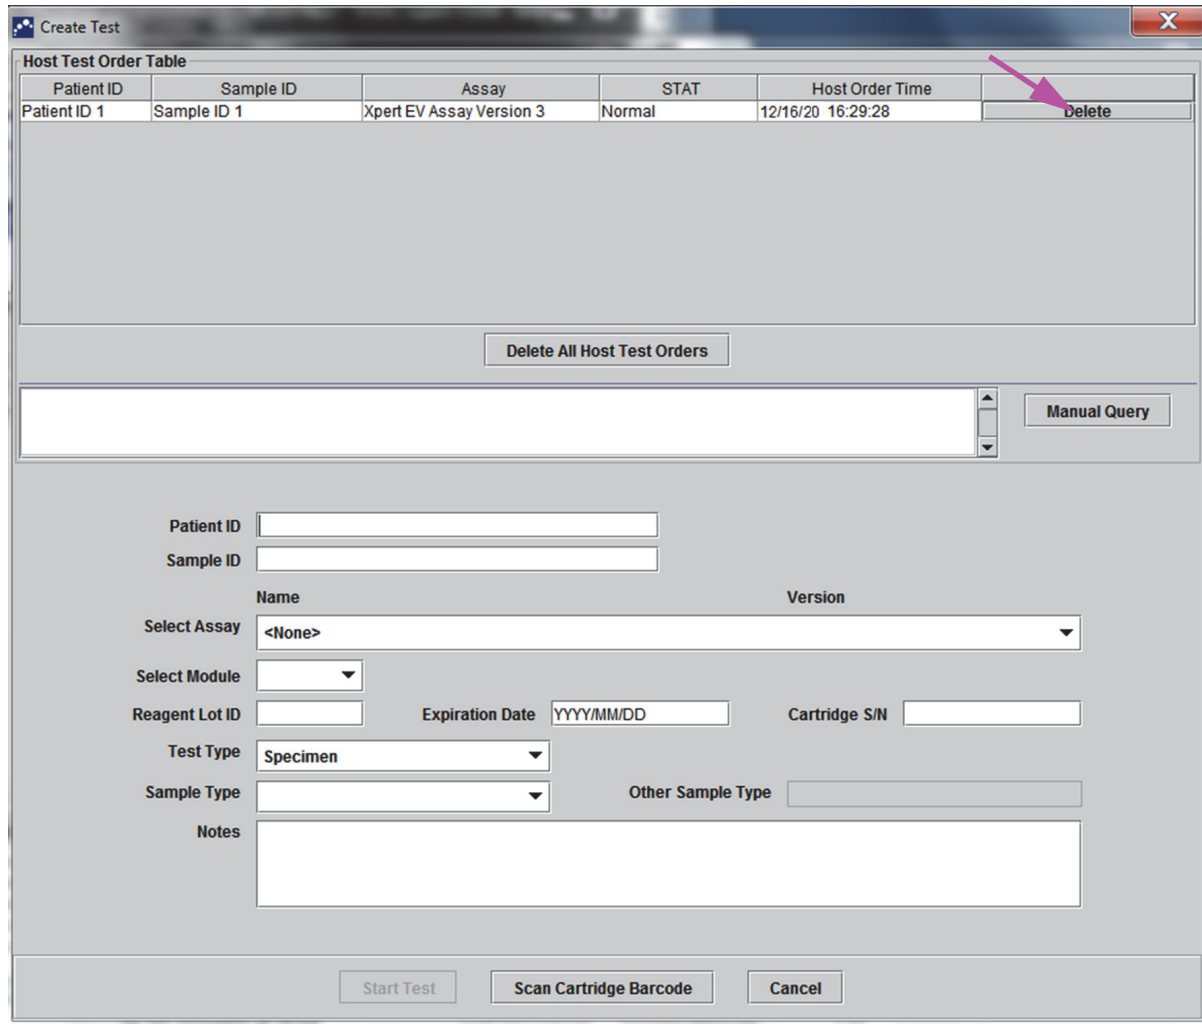 Create Test
Host Test Order Table
Patient ID Sample ID Assay STAT Host Order Time
Patient ID 1 Sample ID 1 Xpert EV Assay Version 3 Normal 12/16/20 16:29:28 Delete
Delete All Host Test Orders
Manual Query
Patient ID
Sample ID
Name Version
Select Assay <None>
Select Module
Reagent Lot ID Expiration Date YYYY/MM/DD Cartridge S/N
Test Type Specimen
Sample Type Other Sample Type
Notes
Start Test Scan Cartridge Barcode Cancel